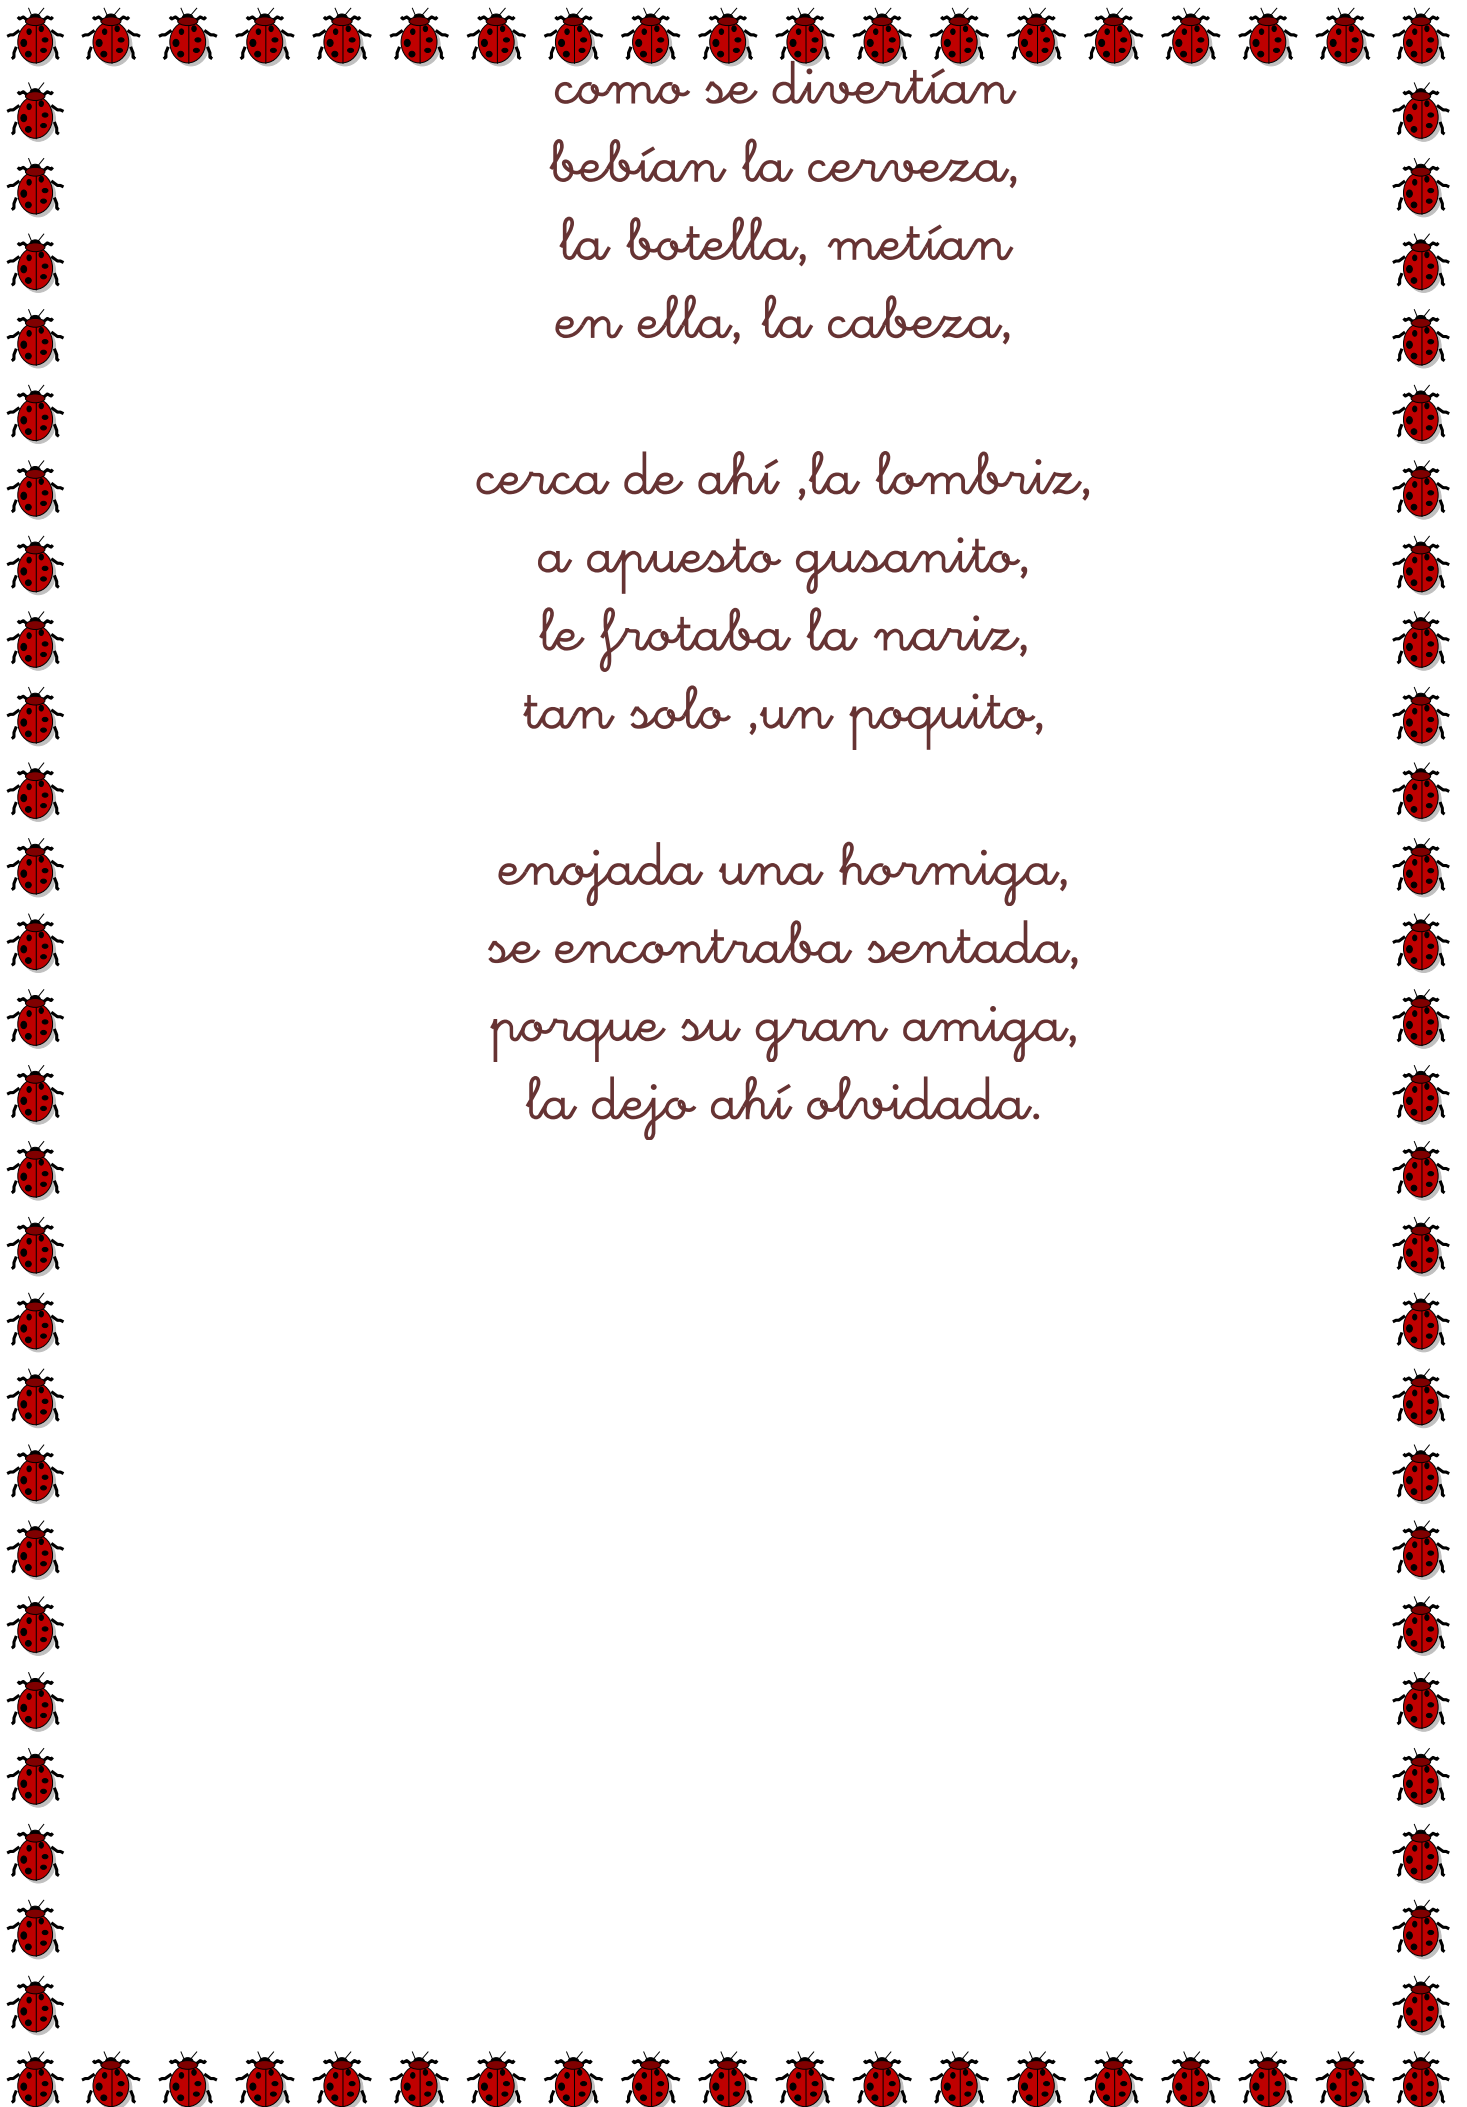 como se divertían
bebían la cerveza,
la botella, metían
en ella, la cabeza,
cerca de ahí ,la lombriz,
a apuesto gusanito,
le frotaba la nariz,
tan solo ,un poquito,
enojada una hormiga,
se encontraba sentada,
porque su gran amiga,
la dejo ahí olvidada.